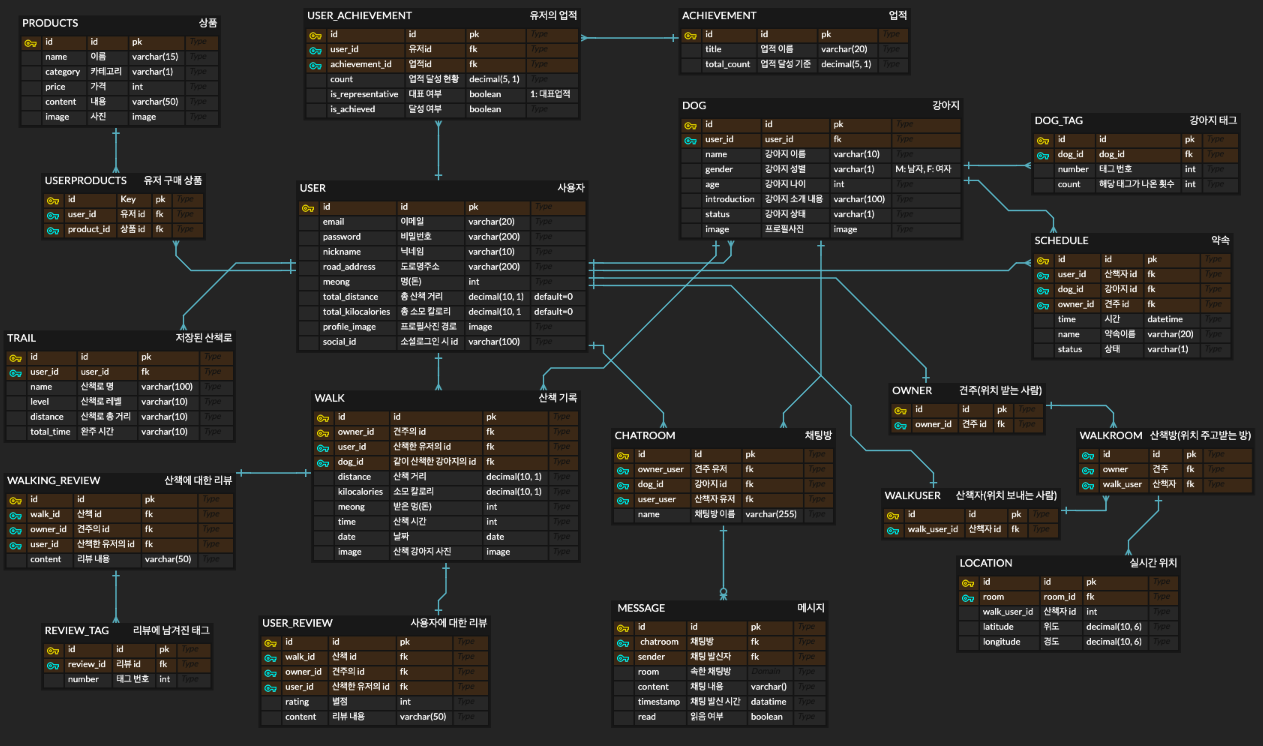 PRODUCTS 상품
id id pk Type
name 이름 varchar(15) Type
category 카테고리 varchar(1) Type
price 가격 int Type
content 내용 varchar(50) Type
image 사진 image Type
USER_ACHIEVEMENT 유저의 업적
id id pk Type
user_id 유저id fk Type
achievement_id 업적id fk Type
count 업적 달성 현황 decimal(5, 1) Type
is_representative 대표 여부 boolean 1: 대표업적
is_achieved 달성 여부 boolean Type
ACHIEVEMENT 업적
id id pk Type
title 업적 이름 varchar(20) Type
total_count 업적 달성 기준 decimal(5, 1) Type
DOG 강아지
id id pk Type
user_id user_id fk Type
name 강아지 이름 varchar(10) Type
gender 강아지 성별 varchar(1) M: 남자, F: 여자
age 강아지 나이 int Type
introduction 강아지 소개 내용 varchar(100) Type
status 강아지 상태 varchar(1) Type
image 프로필사진 image Type
DOG_TAG 강아지 태그
id id pk Type
dog_id dog_id fk Type
number 태그 번호 int Type
count 해당 태그가 나온 횟수 int Type
USERPRODUCTS 유저 구매 상품
id Key pk Type
user_id 유저 id fk Type
product_id 상품 id fk Type
USER 사용자
id id pk Type
email 이메일 varchar(20) Type
password 비밀번호 varchar(200) Type
nickname 닉네임 varchar(10) Type
road_address 도로명주소 varchar(200) Type
meong 멍(돈) int Type
total_distance 총 산책 거리 decimal(10, 1) default=0
total_kilocalories 총 소모 칼로리 decimal(10, 1 default=0
profile_image 프로필사진 경로 image Type
social_id 소셜로그인 시 id varchar(100) Type
SCHEDULE 약속
id id pk Type
user_id 산책자 id fk Type
dog_id 강아지 id fk Type
owner_id 견주 id fk Type
time 시간 datetime Type
name 약속이름 varchar(20) Type
status 상태 varchar(1) Type
TRAIL 저장된 산책로
id id pk Type
user_id user_id fk Type
name 산책로 명 varchar(100) Type
level 산책로 레벨 varchar(10) Type
distance 산책로 총 거리 varchar(10) Type
total_time 완주 시간 varchar(10) Type
WALK 산책 기록
id id pk Type
owner_id 견주의 id fk Type
user_id 산책한 유저의 id fk Type
dog_id 같이 산책한 강아지의 id fk Type
distance 산책 거리 decimal(10, 1) Type
kilocalories 소모 칼로리 decimal(10, 1) Type
meong 받은 멍(돈) int Type
time 산책 시간 int Type
date 날짜 date Type
image 산책 강아지 사진 image Type
OWNER 견주(위치 받는 사람)
id id pk Type
owner_id 견주 id fk Type
CHATROOM 채팅방
id id pk Type
owner_user 견주 유저 fk Type
dog_id 강아지 id fk Type
user_user 산책자 유저 fk Type
name 채팅방 이름 varchar(255) Type
WALKROOM 산책방(위치 주고받는 방)
id id pk Type
owner 견주 fk Type
walk_user 산책자 fk Type
WALKING_REVIEW 산책에 대한 리뷰
id id pk Type
walk_id 산책 id fk Type
owner_id 견주의 id fk Type
user_id 산책한 유저의 id fk Type
content 리뷰 내용 varchar(50) Type
WALKUSER 산책자(위치 보내는 사람)
id id pk Type
walk_user_id 산책자 id fk Type
LOCATION 실시간 위치
id id pk Type
room room_id fk Type
walk_user_id 산책자 id int Type
latitude 위도 decimal(10, 6) Type
longitude 경도 decimal(10, 6) Type
REVIEW_TAG 리뷰에 남겨진 태그
id id pk Type
review_id 리뷰 id fk Type
number 태그 번호 int Type
USER_REVIEW 사용자에 대한 리뷰
id id pk Type
walk_id 산책 id fk Type
owner_id 견주의 id fk Type
user_id 산책한 유저의 id fk Type
rating 별점 int Type
content 리뷰 내용 varchar(50) Type
MESSAGE 메시지
id id pk Type
chatroom 채팅방 fk Type
sender 채팅 발신자 fk Type
room 속한 채팅방 Domain Type
content 채팅 내용 varchar() Type
timestamp 채팅 발신 시간 datatime Type
read 읽음 여부 boolean Type